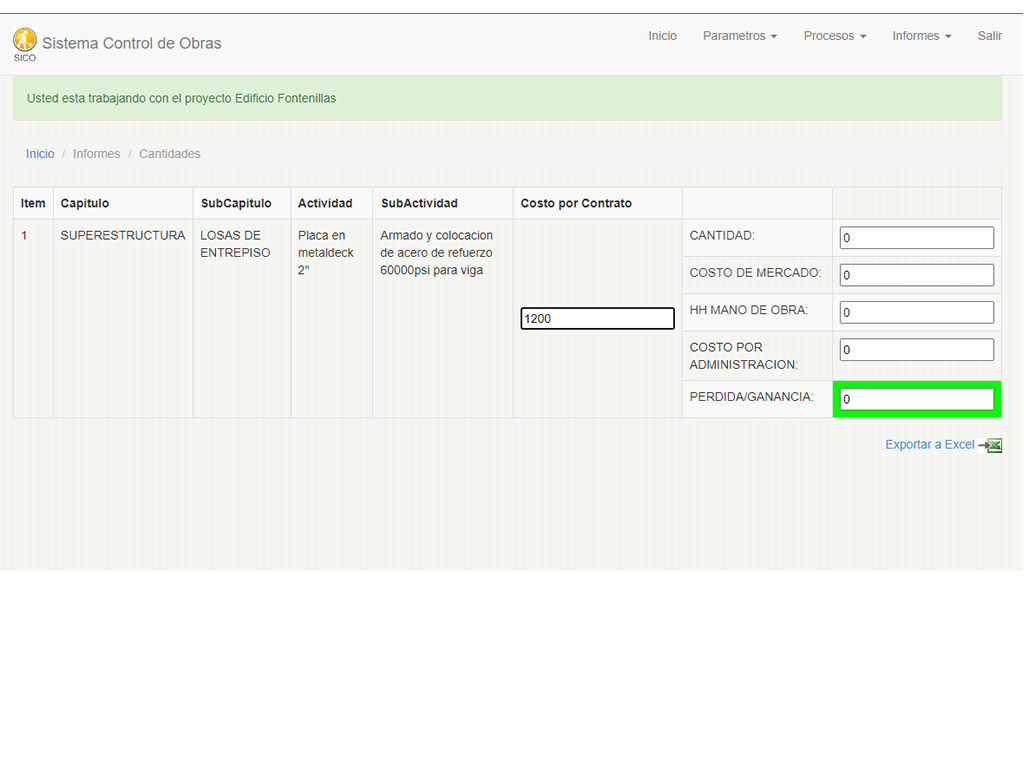 Sistema Control de Obras
SICO
Inicio Parametros Procesos Informes Salir
Usted esta trabajando con el proyecto Edificio Fontenillas
Inicio / Informes / Cantidades
Item Capitulo SubCapitulo Actividad SubActividad Costo por Contrato
1 SUPERESTRUCTURA
LOSAS DE
ENTREPISO
Placa en
metaldeck
2"
Armado y colocacion
de acero de refuerzo
60000psi para viga
1200
CANTIDAD: 0
COSTO DE MERCADO: 0
HH MANO DE OBRA: 0
COSTO POR
ADMINISTRACION: 0
PERDIDA/GANANCIA: 0
Exportar a Excel